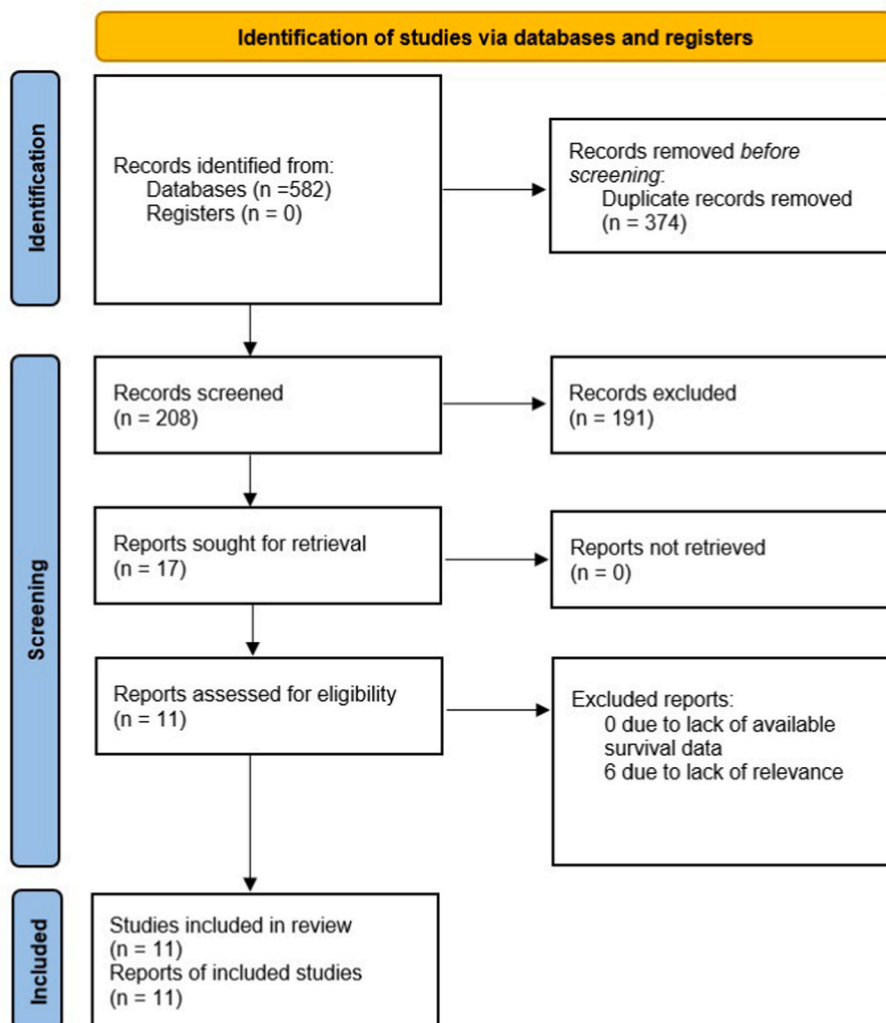 Identification of studies via databases and registers
Identification
Records identified from:
Databases (n =582)
Registers (n = 0)
Records removed before
screening:
Duplicate records removed
(n = 374)
Screening
Records screened
(n = 208)
Records excluded
(n = 191)
Reports sought for retrieval
(n = 17)
Reports not retrieved
(n = 0)
Reports assessed for eligibility
(n = 11)
Excluded reports:
0 due to lack of available
survival data
6 due to lack of relevance
Included
Studies included in review
(n = 11)
Reports of included studies
(n = 11)